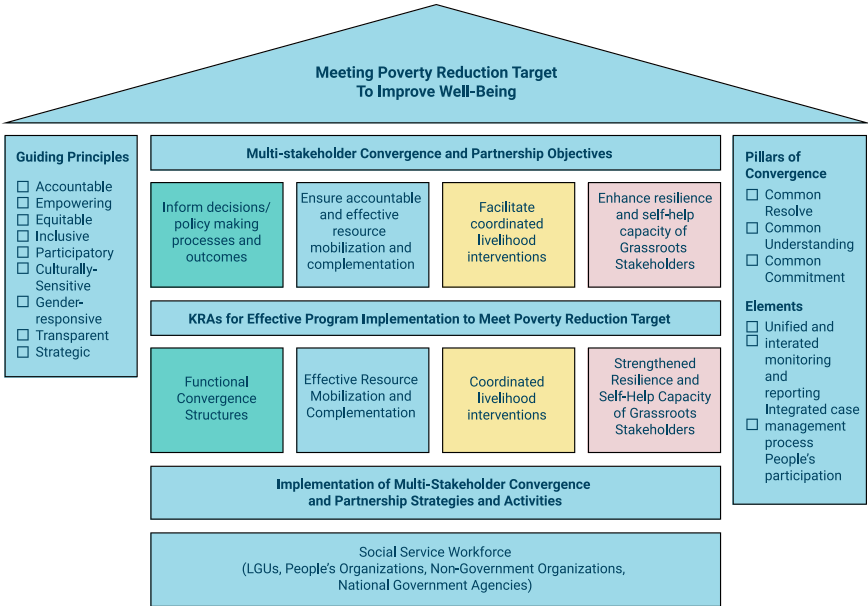 Meeting Poverty Reduction Target
To Improve Well-Being
Guiding Principles
☐ Accountable
☐ Empowering
☐ Equitable
☐ Inclusive
☐ Participatory
☐ Culturally-
Sensitive
☐ Gender-
responsive
☐ Transparent
☐ Strategic
Multi-stakeholder Convergence and Partnership Objectives
Inform decisions/
policy making
processes and
outcomes
Ensure accountable
and effective
resource
mobilization and
complementation
Facilitate
coordinated
livelihood
interventions
Enhance resilience
and self-help
capacity of
Grassroots
Stakeholders
KRAs for Effective Program Implementation to Meet Poverty Reduction Target
Functional
Convergence
Structures
Effective Resource
Mobilization and
Complementation
Coordinated
livelihood
interventions
Strengthened
Resilience and
Self-Help Capacity
of Grassroots
Stakeholders
Implementation of Multi-Stakeholder Convergence
and Partnership Strategies and Activities
Social Service Workforce
(LGUs, People's Organizations, Non-Government Organizations,
National Government Agencies)
Pillars of
Convergence
☐ Common
Resolve
☐ Common
Understanding
☐ Common
Commitment
Elements
☐ Unified and
☐ interated
monitoring
and
reporting
Integrated case
☐ management
process
People's
participation